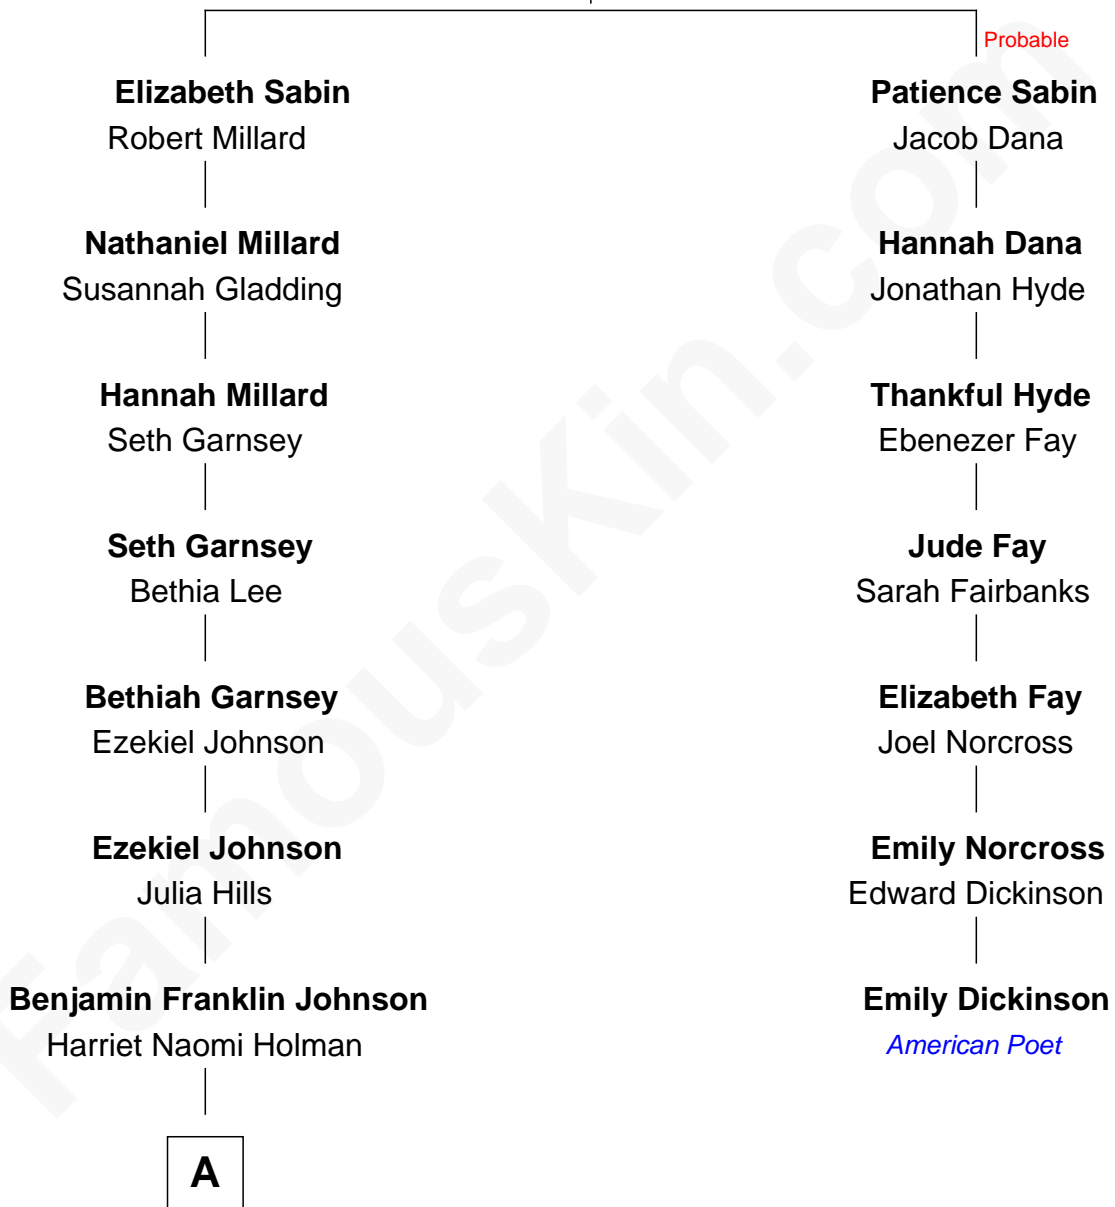 Probable
Elizabeth Sabin
Robert Millard
Patience Sabin
Jacob Dana
Nathaniel Millard
Susannah Gladding
Hannah Dana
Jonathan Hyde
Hannah Millard
Seth Garnsey
Thankful Hyde
Ebenezer Fay
Seth Garnsey
Bethia Lee
Jude Fay
Sarah Fairbanks
Bethiah Garnsey
Ezekiel Johnson
Elizabeth Fay
Joel Norcross
Ezekiel Johnson
Julia Hills
Emily Norcross
Edward Dickinson
Benjamin Franklin Johnson
Harriet Naomi Holman
Emily Dickinson
American Poet
A
FamousKin.com